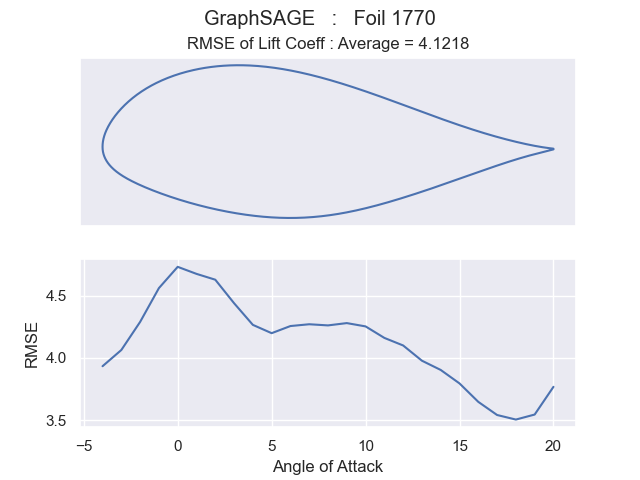 GraphSAGE : Foil 1770
RMSE of Lift Coeff : Average = 4.1218
4.5
4.0
3.5
RMSE
−5 0 5 10 15 20
Angle of Attack